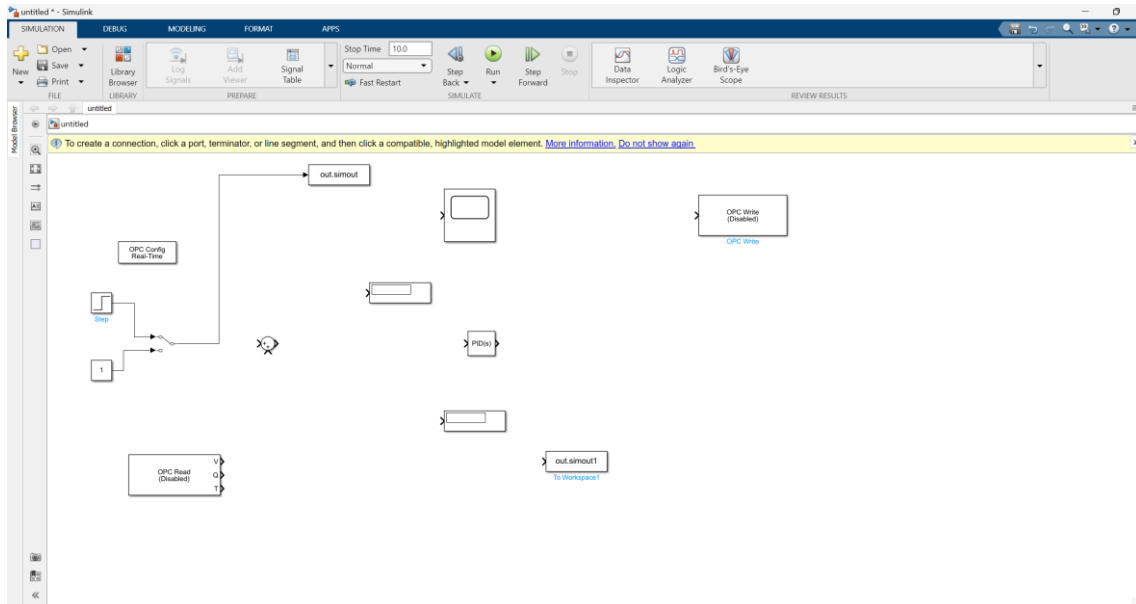 untitled * - Simulink
SIMULATION DEBUG MODELING FORMAT APPS
New
Open
Save
Print
FILE
Library Browser
LIBRARY
Log Signals
Add Viewer
Signal Table
PREPARE
Stop Time 10.0
Normal
Fast Restart
Step Back
Run
Step Forward
Stop
SIMULATE
Data Inspector
Logic Analyzer
Bird's-Eye Scope
REVIEW RESULTS
Model Browser
untitled
untitled
To create a connection, click a port, terminator, or line segment, and then click a compatible, highlighted model element. More information. Do not show again
out.simout
OPC Write
(Disabled)
OPC Write
OPC Config
Real-Time
Step
PID(s)
1
OPC Read
(Disabled)
V
Q
T
out.simout1
To Workspace1